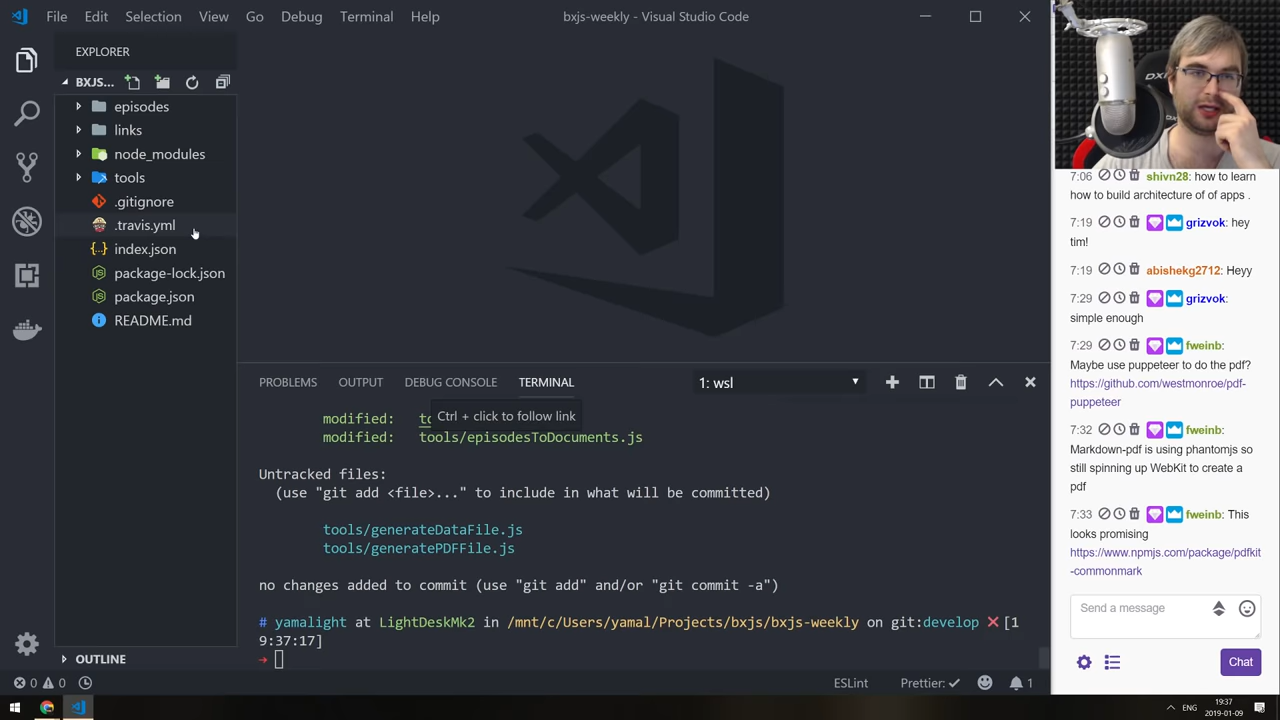 File Edit Selection View Go Debug Terminal Help
bxjs-weekly - Visual Studio Code
EXPLORER
BXJS...
episodes
links
node_modules
tools
.gitignore
.travis.yml
index.json
package-lock.json
package.json
README.md
OUTLINE
PROBLEMS OUTPUT DEBUG CONSOLE TERMINAL
1: wsl
modified: to
Ctrl + click to follow link
modified: tools/episodesToDocuments.js
Untracked files:
(use "git add <file>..." to include in what will be committed)
tools/generateDataFile.js
tools/generatePDFFile.js
no changes added to commit (use "git add" and/or "git commit -a")
# yamalight at LightDeskMk2 in /mnt/c/Users/yamal/Projects/bxjs/bxjs-weekly on git:develop ❌ [1
9:37:17]
➜
0 0
ESLint
Prettier: ✓
1
7:06 shivn28: how to learn
how to build architecture of of apps .
7:19 grizvok: hey
tim!
7:19 abishekg2712: Heyy
7:29 grizvok:
simple enough
7:29 fweinb:
Maybe use puppeteer to do the pdf?
https://github.com/westmonroe/pdf-
puppeteer
7:32 fweinb:
Markdown-pdf is using phantomjs so
still spinning up WebKit to create a
pdf
7:33 fweinb: This
looks promising
https://www.npmjs.com/package/pdfkit
-commonmark
Send a message
Chat
ENG
19:37
2019-01-09